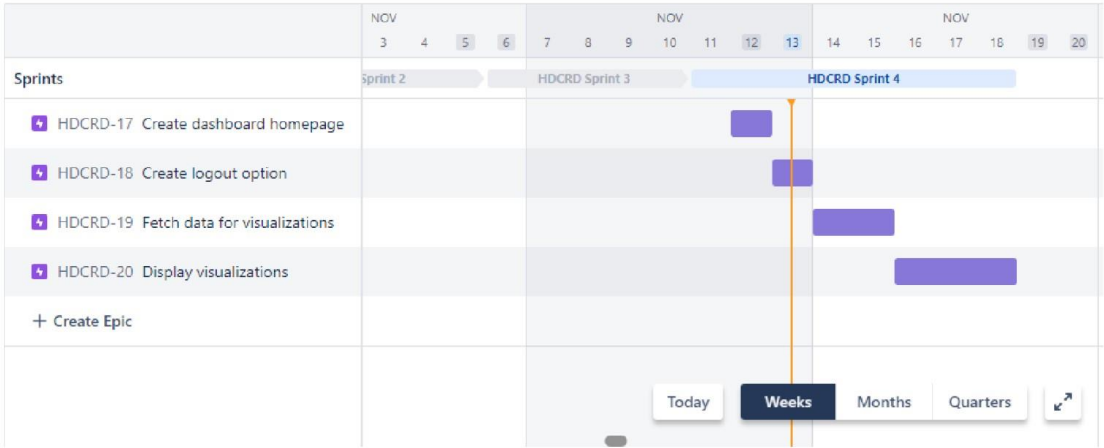 NOV NOV NOV
3 4 5 6 7 8 9 10 11 12 13 14 15 16 17 18 19 20
Sprints
Sprint 2 HDCRD Sprint 3 HDCRD Sprint 4
HDCRD-17 Create dashboard homepage
HDCRD-18 Create logout option
HDCRD-19 Fetch data for visualizations
HDCRD-20 Display visualizations
+ Create Epic
Today Weeks Months Quarters